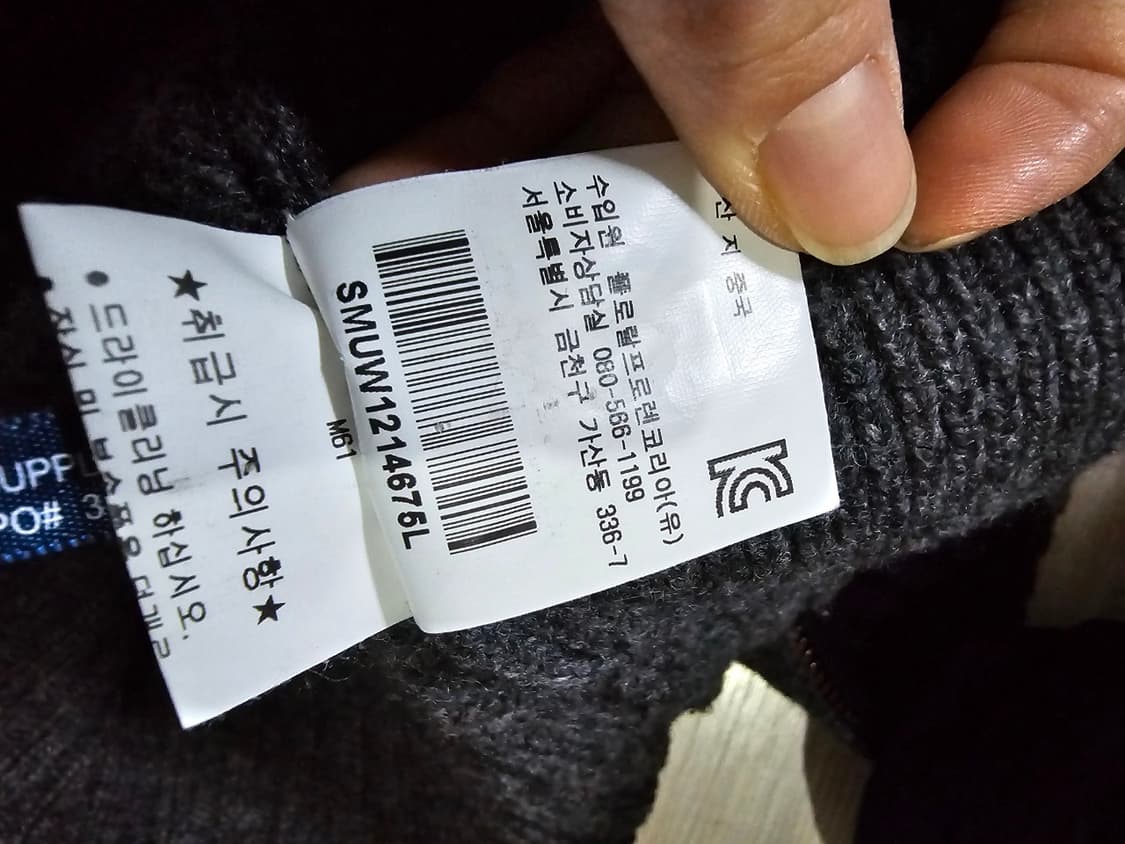 산 지 중국
수입원 폴로랄프로렌코리아(유)
소비자상담실 080-566-1199
서울특별시 금천구 가산동 336-7
SMUW1214676L
M61
★취급시 주의사항★
● 드라이클리닝 하십시오.
UPPL
PO# 3